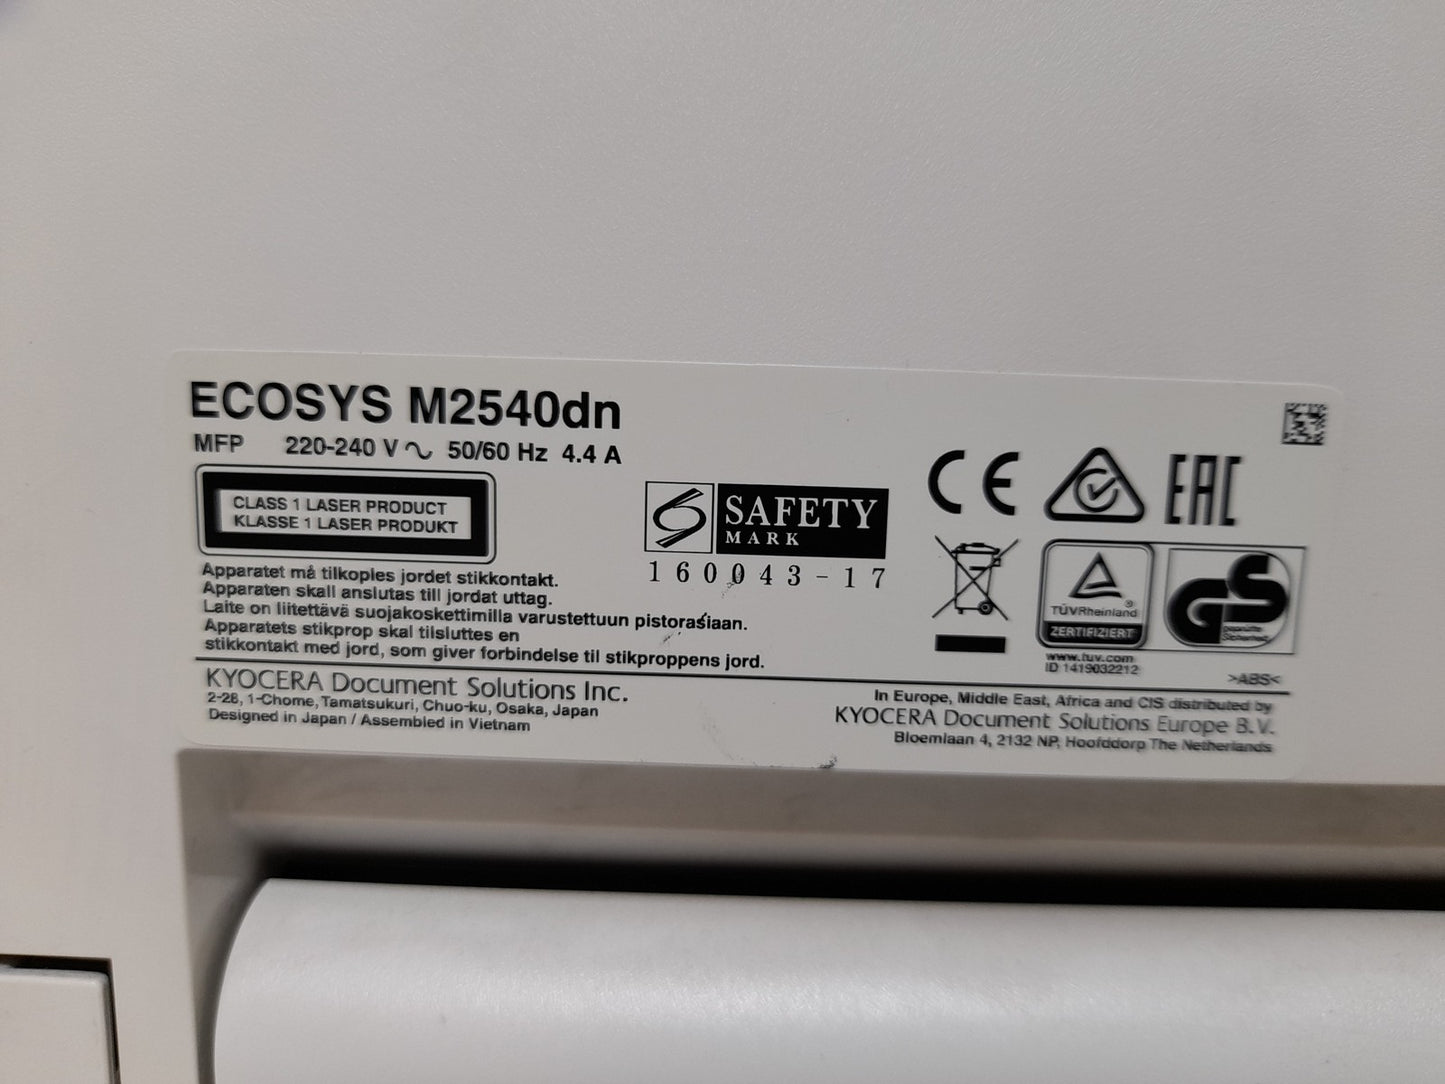 ECOSYS M2540dn
MFP 220-240 V ~ 50/60 Hz 4.4 A
CLASS 1 LASER PRODUCT
KLASSE 1 LASER PRODUKT
SAFETY
MARK
160043-17
CE
EAC
Apparatet må tilkoples jordet stikkontakt.
Apparaten skall anslutas till jordat uttag.
Laite on liitettävä suojakoskettimilla varustettuun pistorasiaan.
Apparatets stikprop skal tilsluttes en
stikkontakt med jord, som giver forbindelse til stikproppens jord.
TÜVRheinland
ZERTIFIZIERT
www.tuv.com
ID 1419032212
GS
geprüfte
Sicherheit
>ABS<
KYOCERA Document Solutions Inc.
2-28, 1-Chome, Tamatsukuri, Chuo-ku, Osaka, Japan
Designed in Japan / Assembled in Vietnam
In Europe, Middle East, Africa and CIS distributed by
KYOCERA Document Solutions Europe B.V.
Bloemlaan 4, 2132 NP, Hoofddorp The Netherlands